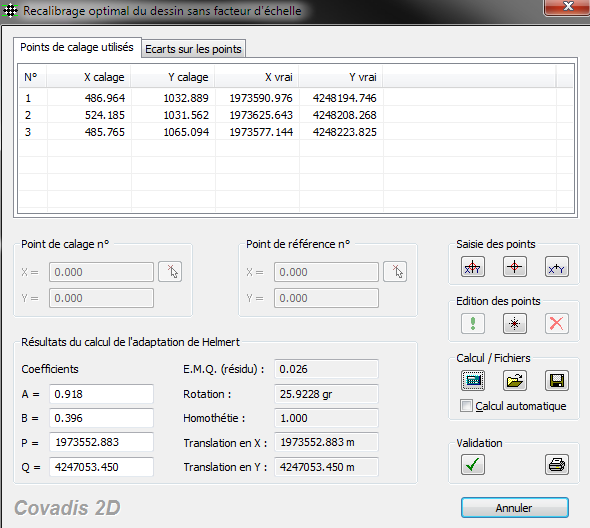 Recalibrage optimal du dessin sans facteur d'échelle
Points de calage utilisés Ecarts sur les points
N° X calage Y calage X vrai Y vrai
1 486.964 1032.889 1973590.976 4248194.746
2 524.185 1031.562 1973625.643 4248208.268
3 485.765 1065.094 1973577.144 4248223.825
Point de calage n°
X = 0.000
Y = 0.000
Point de référence n°
X = 0.000
Y = 0.000
Saisie des points
Edition des points
Calcul / Fichiers
Calcul automatique
Validation
Annuler
Résultats du calcul de l'adaptation de Helmert
Coefficients E.M.Q. (résidu) : 0.026
A = 0.918 Rotation : 25.9228 gr
B = 0.396 Homothétie : 1.000
P = 1973552.883 Translation en X : 1973552.883 m
Q = 4247053.450 Translation en Y : 4247053.450 m
Covadis 2D